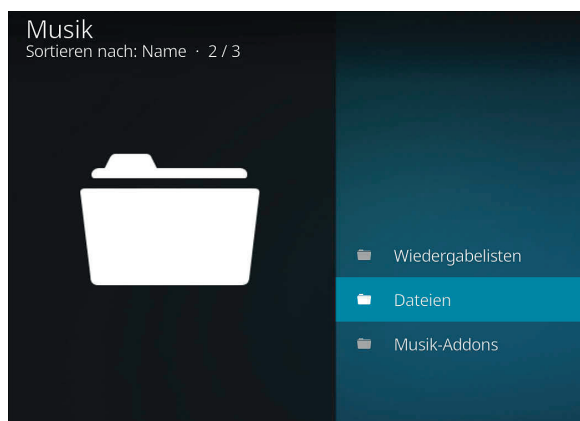 Musik
Sortieren nach: Name · 2 / 3
Wiedergabelisten
Dateien
Musik-Addons